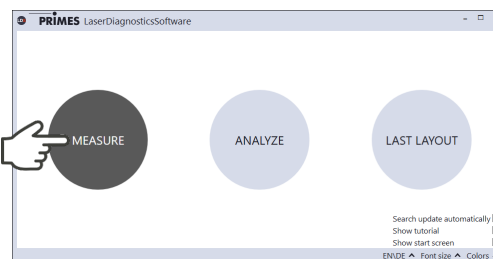 LD PRIMES LaserDiagnosticsSoftware
MEASURE
ANALYZE
LAST LAYOUT
Search update automatically
Show tutorial
Show start screen
EN\DE ^ Font size ^ Colors